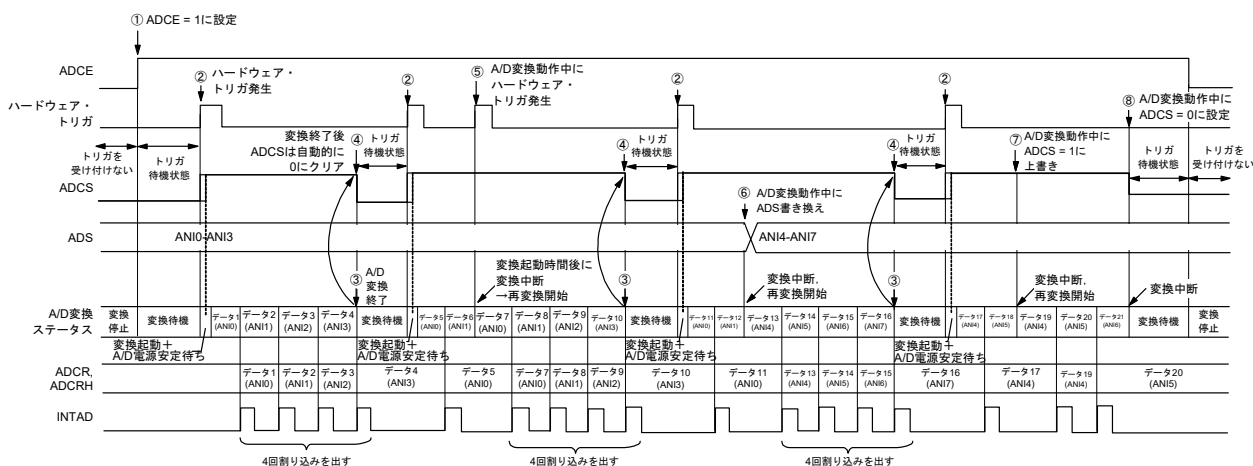 ① ADCE = 1に設定
ADCE
② ハードウェア・
トリガ発生
②
⑤ A/D変換動作中に
ハードウェア・
トリガ発生
②
②
⑧ A/D変換動作中に
ADCS = 0に設定
ハードウェア・
トリガ
トリガを
受け付けない
トリガ
待機状態
変換終了後
ADCSは自動的に
0にクリア
④ トリガ
待機状態
④ トリガ
待機状態
④ トリガ
待機状態
⑦ A/D変換動作中に
ADCS = 1に
上書き
トリガ
待機状態
トリガを
受け付けない
ADCS
⑥ A/D変換動作中に
ADS書き換え
ADS
ANI0-ANI3
ANI4-ANI7
③ A/D
変換
終了
変換起動時間後に
変換中断
→再変換開始
③
変換中断,
再変換開始
③
変換中断,
再変換開始
変換中断
A/D変換
ステータス
変換
停止
変換待機
データ1
(ANI0)
データ2
(ANI1)
データ3
(ANI2)
データ4
(ANI3)
変換待機
データ5
(ANI0)
データ6
(ANI1)
データ7
(ANI0)
データ8
(ANI1)
データ9
(ANI2)
データ10
(ANI3)
変換待機
データ11
(ANI0)
データ12
(ANI1)
データ13
(ANI4)
データ14
(ANI5)
データ15
(ANI6)
データ16
(ANI7)
変換待機
データ17
(ANI4)
データ18
(ANI5)
データ19
(ANI4)
データ20
(ANI5)
データ21
(ANI6)
変換待機
変換
停止
変換起動+
A/D電源安定待ち
変換起動+
A/D電源安定待ち
変換起動+
A/D電源安定待ち
変換起動+
A/D電源安定待ち
ADCR,
ADCRH
データ1
(ANI0)
データ2
(ANI1)
データ3
(ANI2)
データ4
(ANI3)
データ5
(ANI0)
データ7
(ANI0)
データ8
(ANI1)
データ9
(ANI2)
データ10
(ANI3)
データ11
(ANI0)
データ13
(ANI4)
データ14
(ANI5)
データ15
(ANI6)
データ16
(ANI7)
データ17
(ANI4)
データ19
(ANI4)
データ20
(ANI5)
INTAD
4回割り込みを出す
4回割り込みを出す
4回割り込みを出す